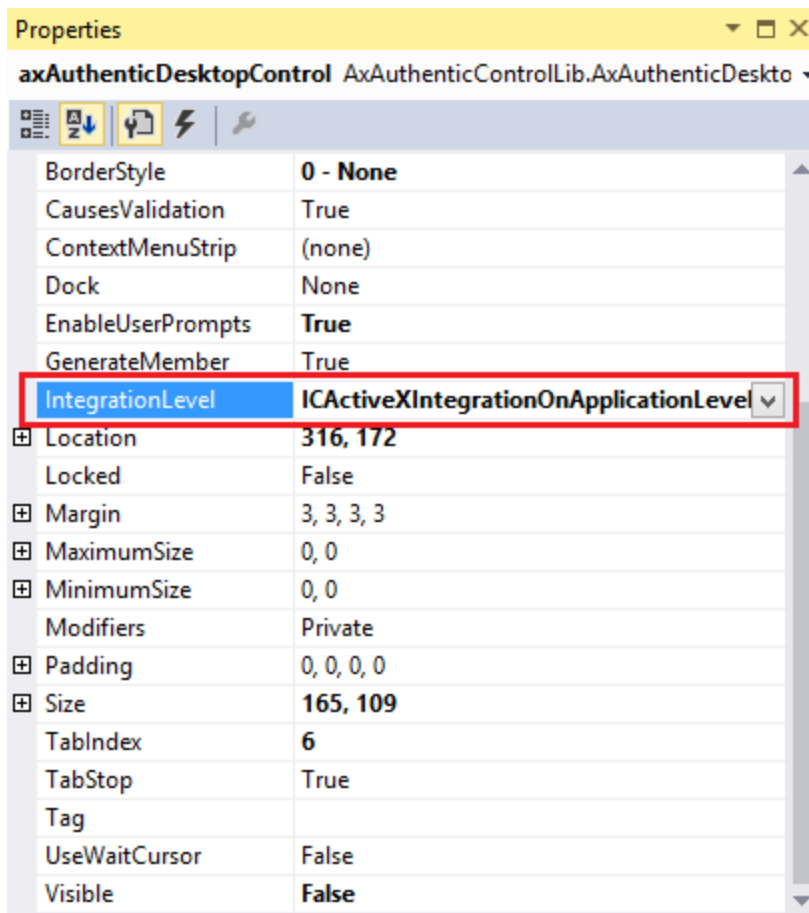 Properties
axAuthenticDesktopControl AxAuthenticControlLib.AxAuthenticDeskto
BorderStyle 0 - None
CausesValidation True
ContextMenuStrip (none)
Dock None
EnableUserPrompts True
GenerateMember True
IntegrationLevel ICActiveXIntegrationOnApplicationLevel
Location 316, 172
Locked False
Margin 3, 3, 3, 3
MaximumSize 0, 0
MinimumSize 0, 0
Modifiers Private
Padding 0, 0, 0, 0
Size 165, 109
TabIndex 6
TabStop True
Tag
UseWaitCursor False
Visible False